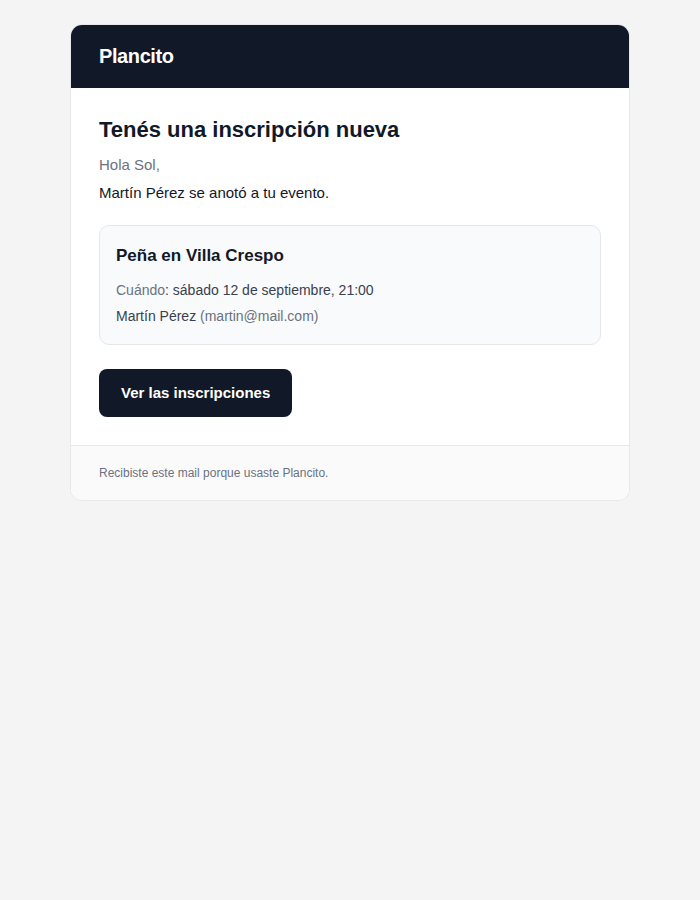 Plancito
Tenés una inscripción nueva
Hola Sol,
Martín Pérez se anotó a tu evento.
Peña en Villa Crespo
Cuándo: sábado 12 de septiembre, 21:00
Martín Pérez (martin@mail.com)
Ver las inscripciones
Recibiste este mail porque usaste Plancito.